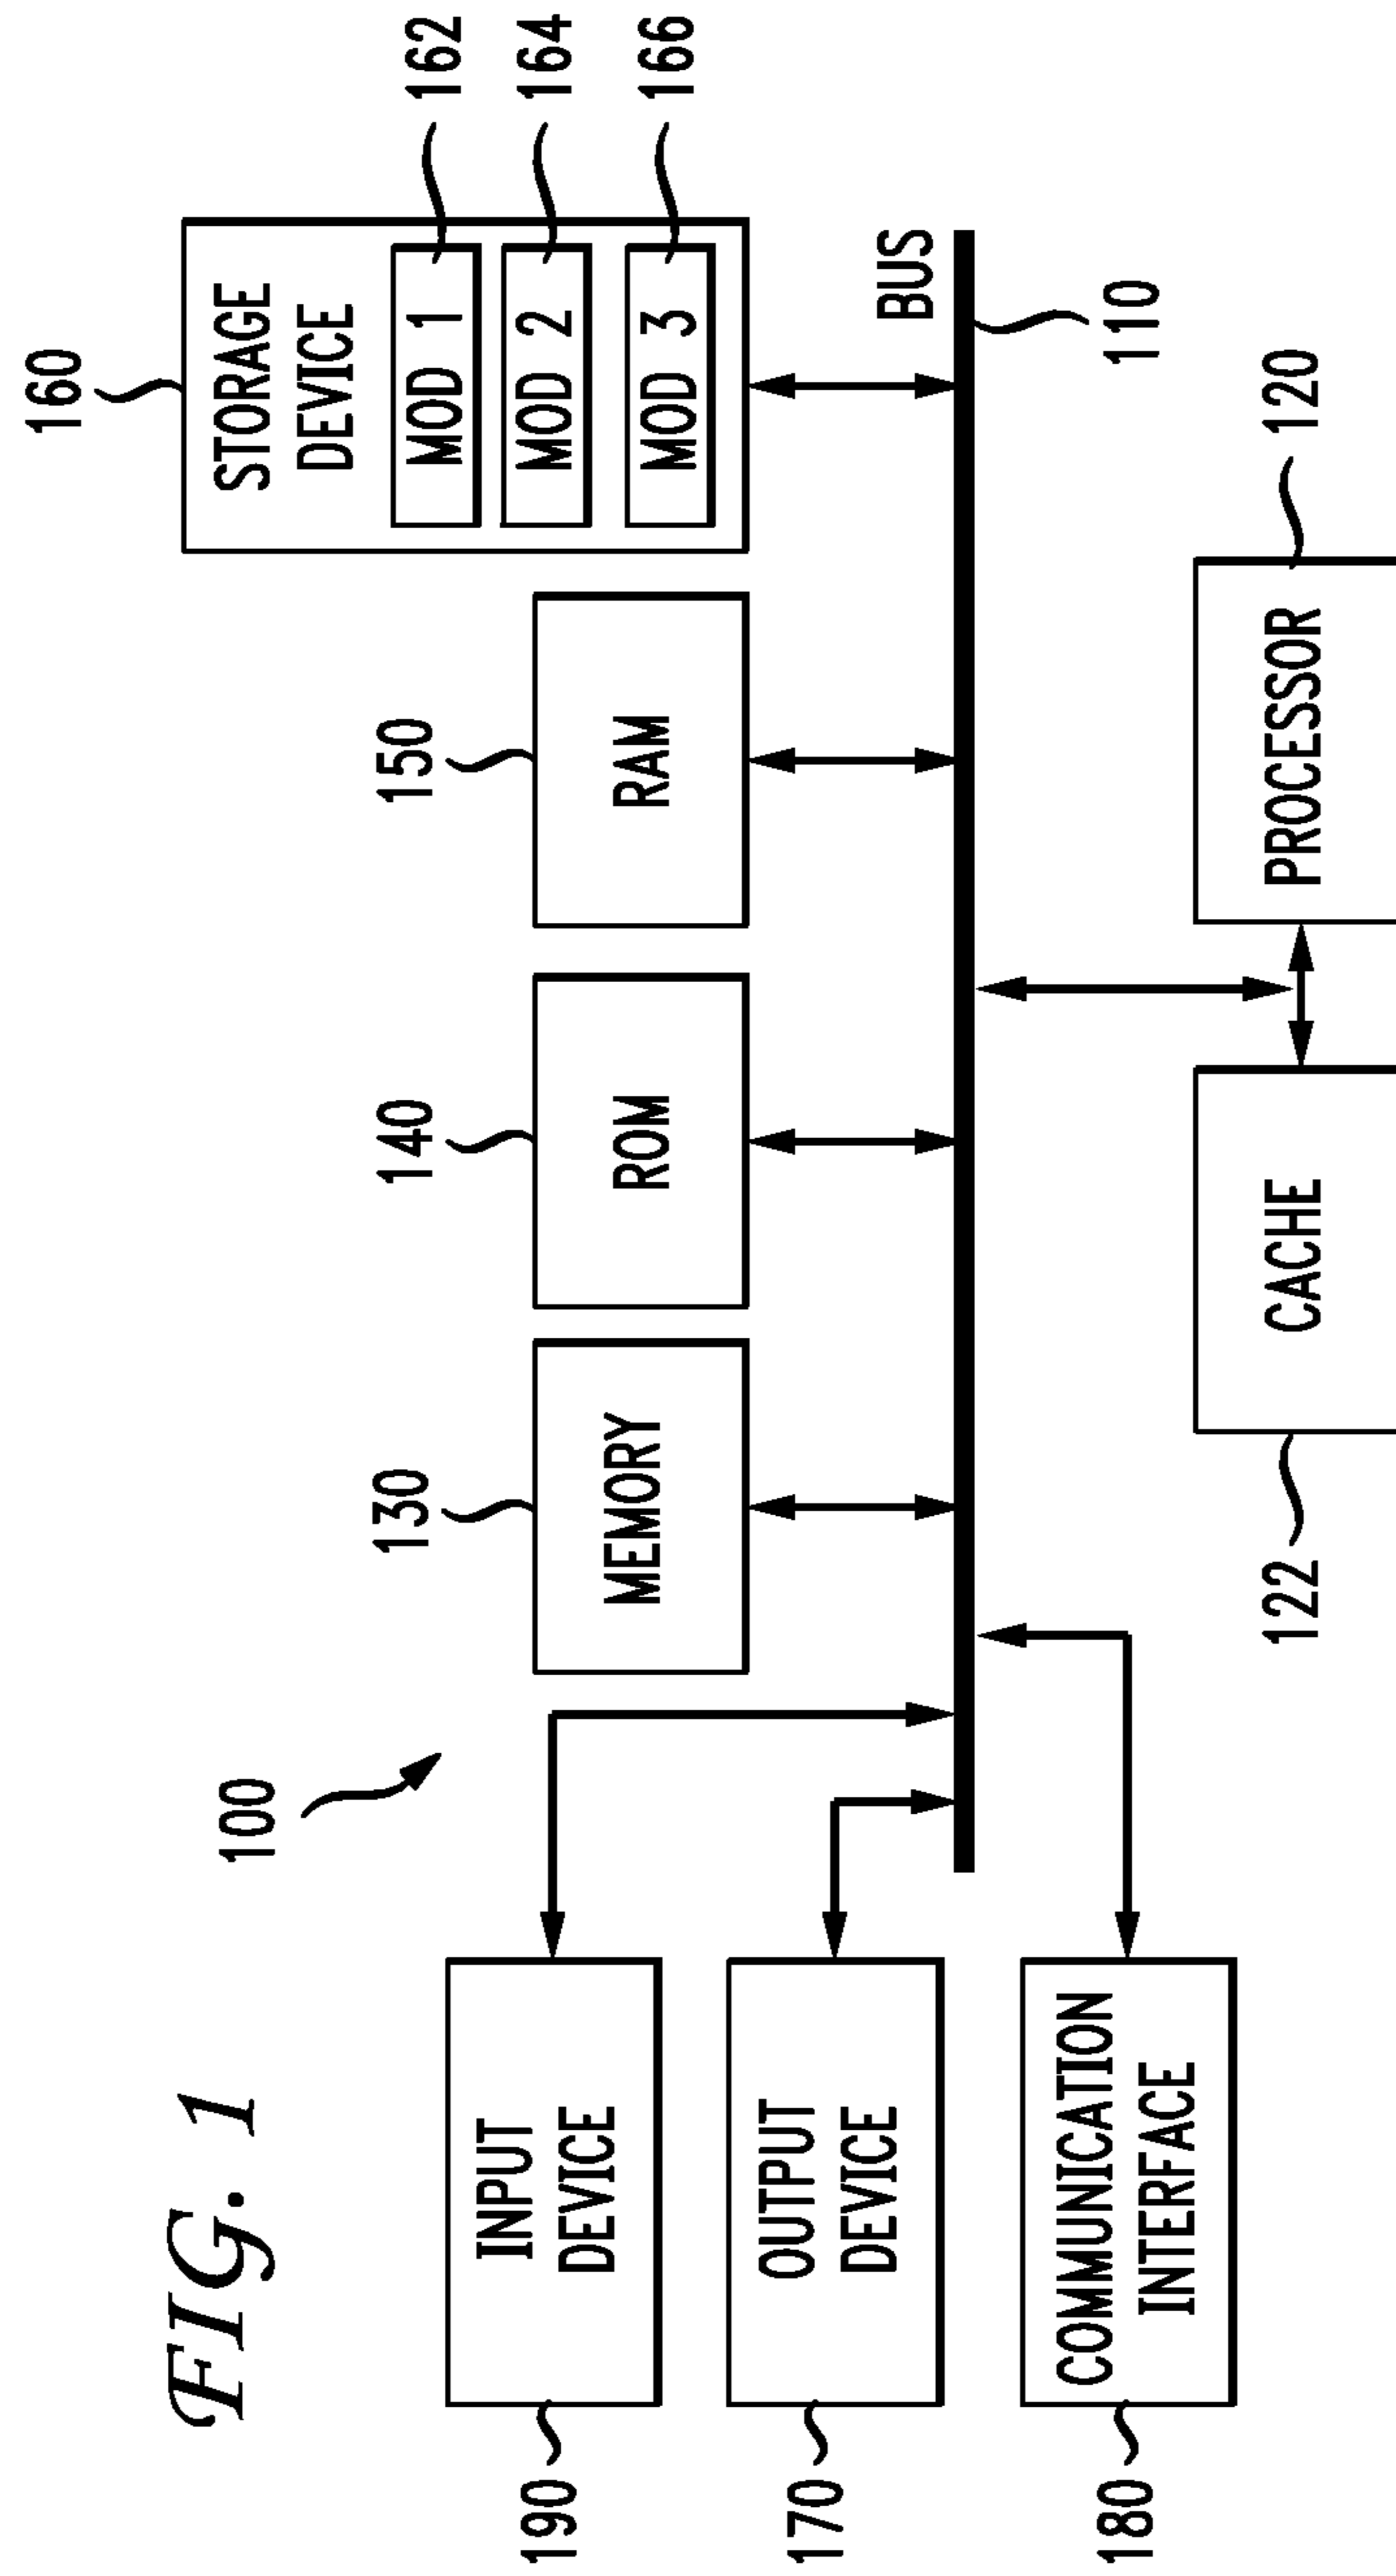 FIG. 1
160
STORAGE
DEVICE
MOD 1
162
MOD 2
164
MOD 3
166
150
RAM
140
ROM
130
MEMORY
100
190
INPUT
DEVICE
170
OUTPUT
DEVICE
180
COMMUNICATION
INTERFACE
BUS
110
120
PROCESSOR
122
CACHE